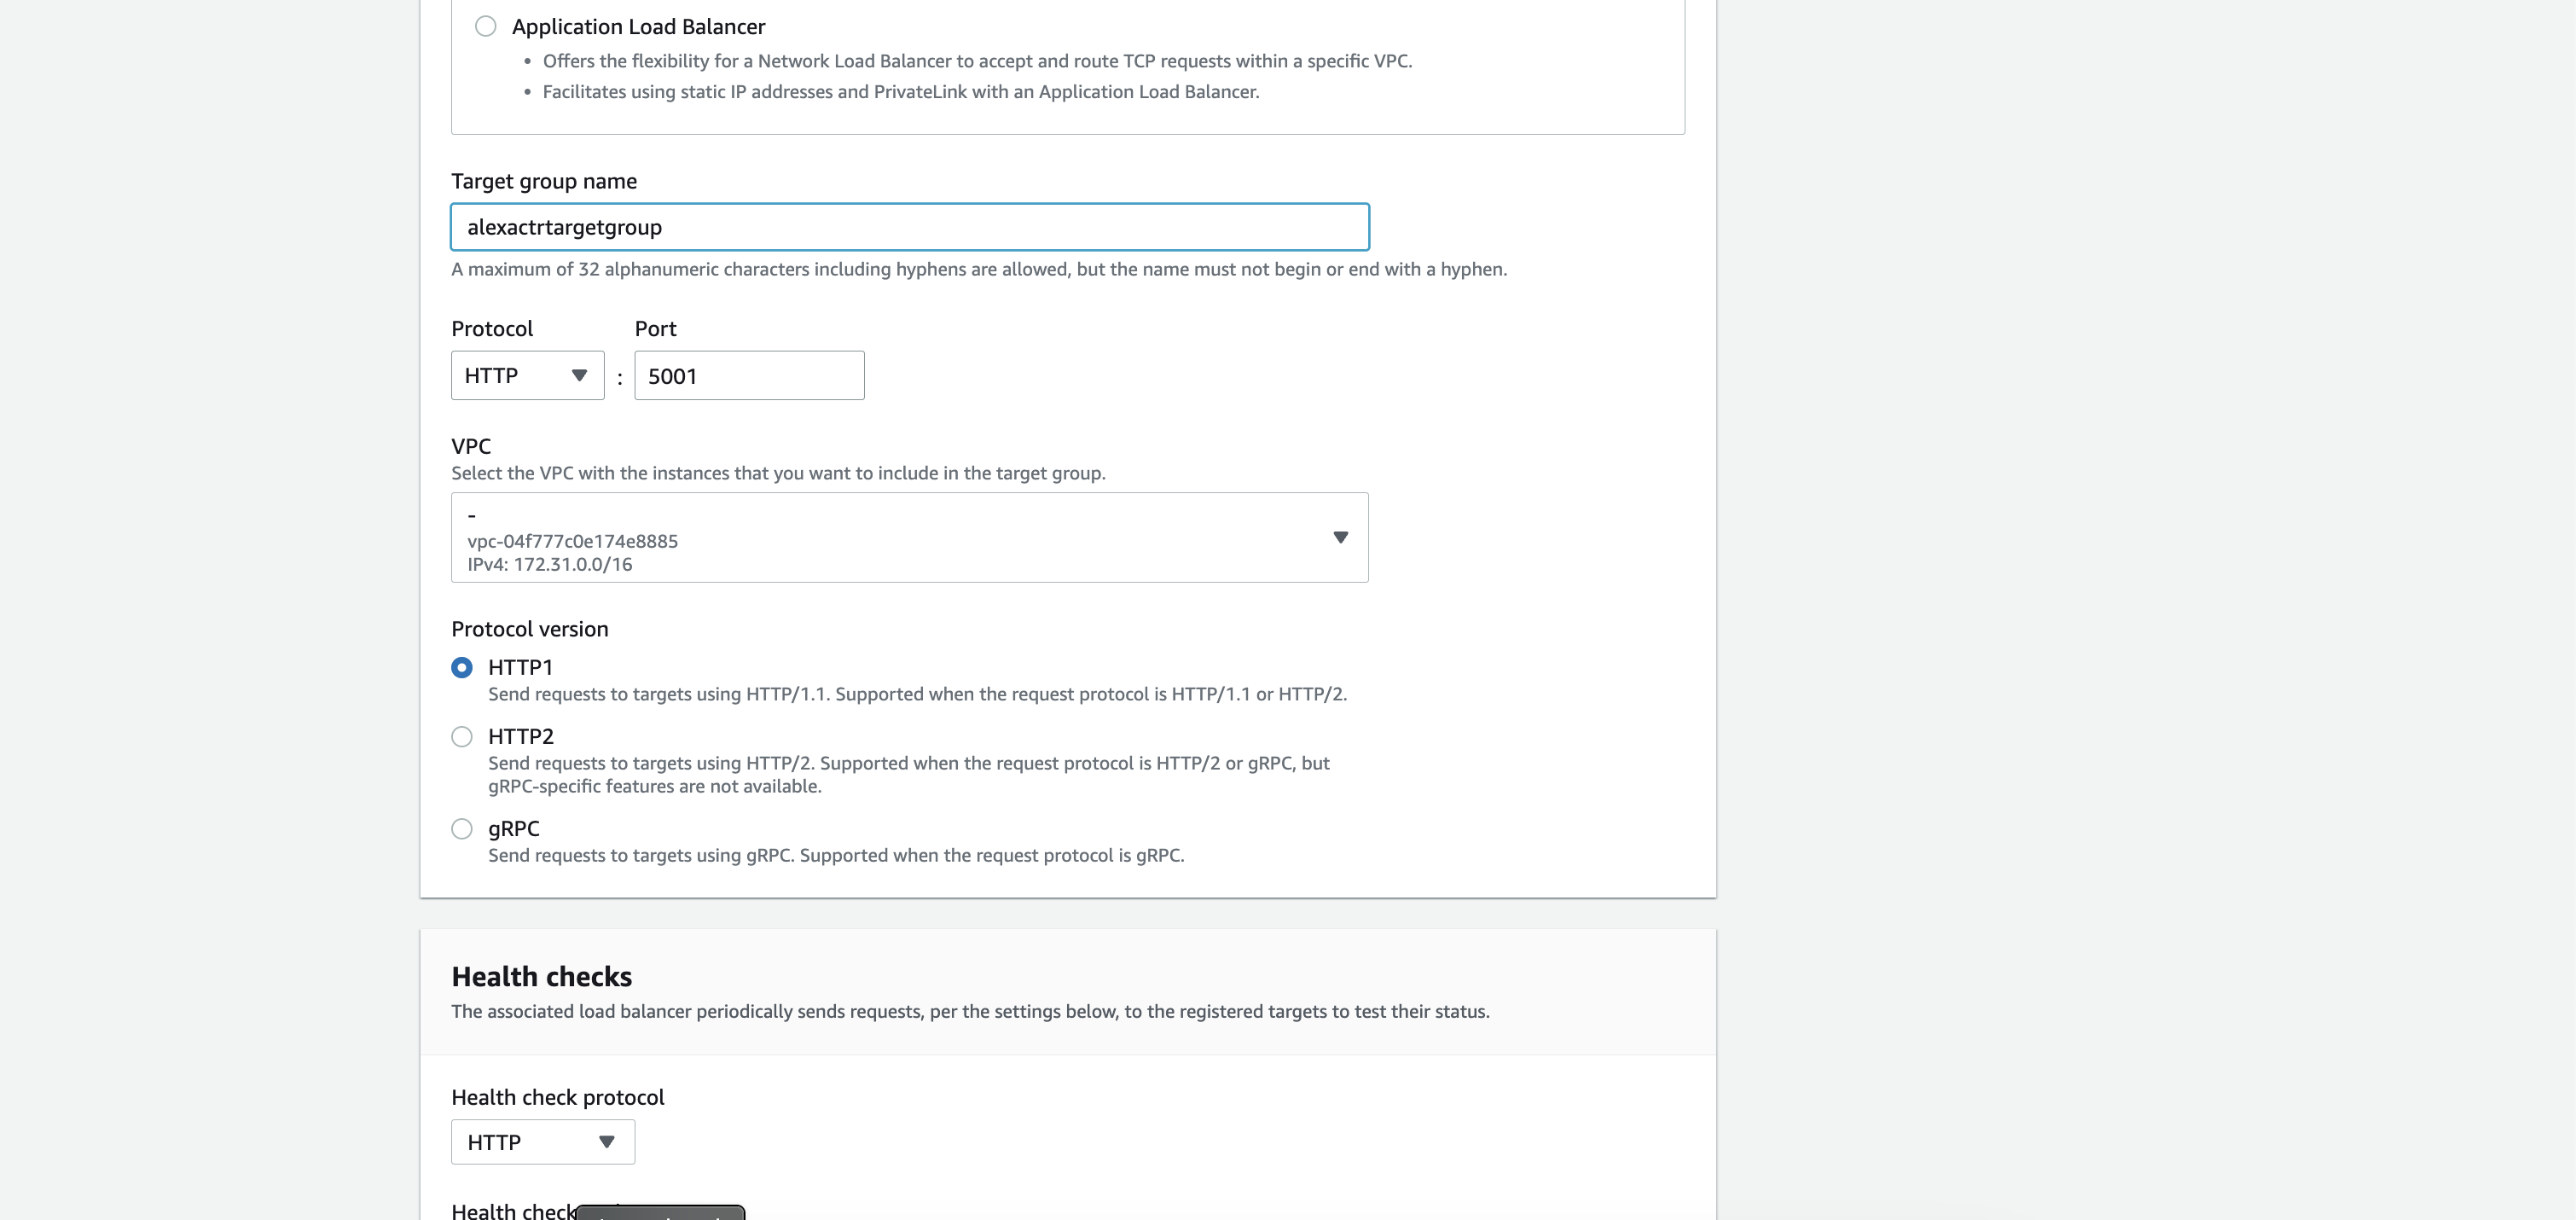 Application Load Balancer
• Offers the flexibility for a Network Load Balancer to accept and route TCP requests within a specific VPC.
• Facilitates using static IP addresses and PrivateLink with an Application Load Balancer.
Target group name
alexactrtargetgroup
A maximum of 32 alphanumeric characters including hyphens are allowed, but the name must not begin or end with a hyphen.
Protocol Port
HTTP : 5001
VPC
Select the VPC with the instances that you want to include in the target group.
-
vpc-04f777c0e174e8885
IPv4: 172.31.0.0/16
Protocol version
HTTP1
Send requests to targets using HTTP/1.1. Supported when the request protocol is HTTP/1.1 or HTTP/2.
HTTP2
Send requests to targets using HTTP/2. Supported when the request protocol is HTTP/2 or gRPC, but
gRPC-specific features are not available.
gRPC
Send requests to targets using gRPC. Supported when the request protocol is gRPC.
Health checks
The associated load balancer periodically sends requests, per the settings below, to the registered targets to test their status.
Health check protocol
HTTP
Health check